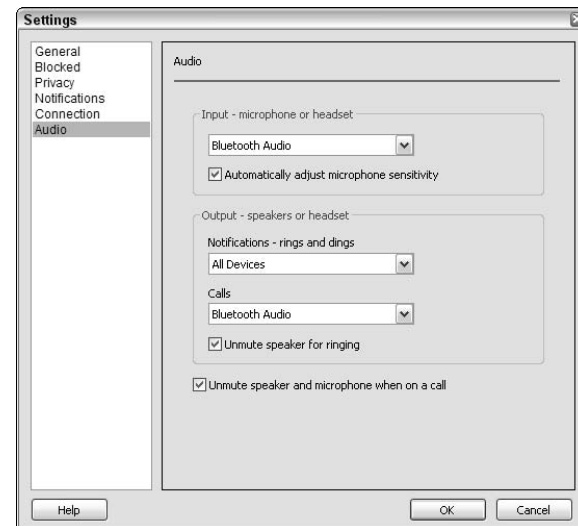 Settings
General
Blocked
Privacy
Notifications
Connection
Audio
Audio
Input - microphone or headset
Bluetooth Audio
Automatically adjust microphone sensitivity
Output - speakers or headset
Notifications - rings and dings
All Devices
Calls
Bluetooth Audio
Unmute speaker for ringing
Unmute speaker and microphone when on a call
Help
OK
Cancel